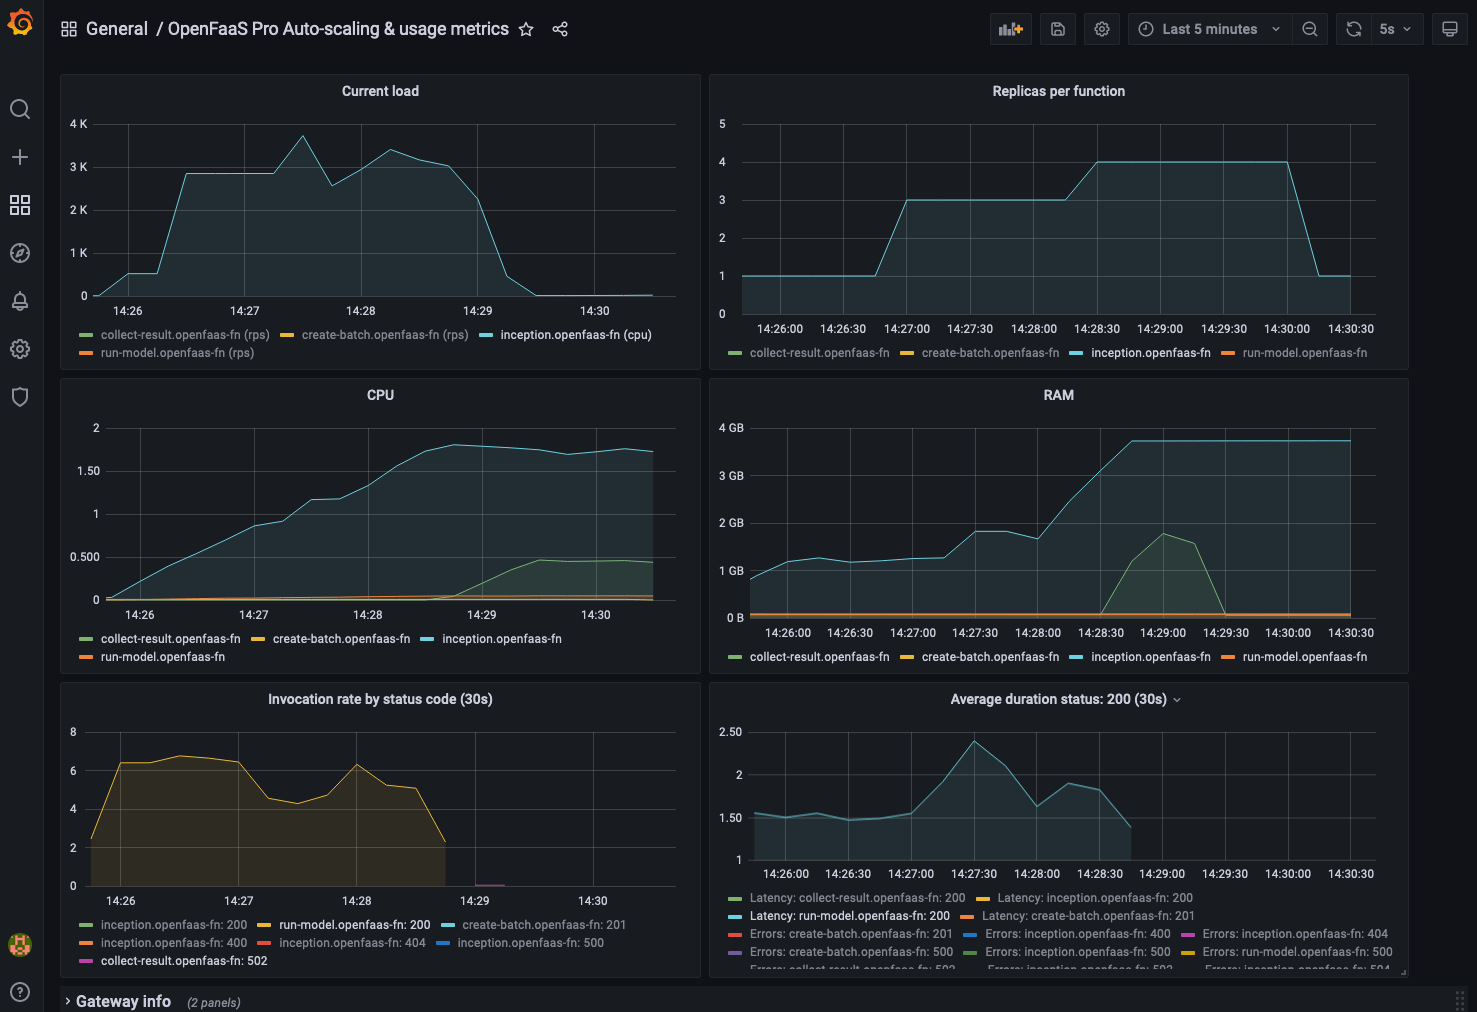 General / OpenFaaS Pro Auto-scaling & usage metrics
Last 5 minutes
5s
Current load
4 K
3 K
2 K
1 K
0
14:26 14:27 14:28 14:29 14:30
collect-result.openfaas-fn (rps) create-batch.openfaas-fn (rps) inception.openfaas-fn (cpu)
run-model.openfaas-fn (rps)
Replicas per function
5
4
3
2
1
0
14:26:00 14:26:30 14:27:00 14:27:30 14:28:00 14:28:30 14:29:00 14:29:30 14:30:00 14:30:30
collect-result.openfaas-fn create-batch.openfaas-fn inception.openfaas-fn run-model.openfaas-fn
CPU
2
1.50
1
0.500
0
14:26 14:27 14:28 14:29 14:30
collect-result.openfaas-fn create-batch.openfaas-fn inception.openfaas-fn
run-model.openfaas-fn
RAM
4 GB
3 GB
2 GB
1 GB
0 B
14:26:00 14:26:30 14:27:00 14:27:30 14:28:00 14:28:30 14:29:00 14:29:30 14:30:00 14:30:30
collect-result.openfaas-fn create-batch.openfaas-fn inception.openfaas-fn run-model.openfaas-fn
Invocation rate by status code (30s)
8
6
4
2
0
14:26 14:27 14:28 14:29 14:30
inception.openfaas-fn: 200 run-model.openfaas-fn: 200 create-batch.openfaas-fn: 201
inception.openfaas-fn: 400 inception.openfaas-fn: 404 inception.openfaas-fn: 500
collect-result.openfaas-fn: 502
Average duration status: 200 (30s)
2.50
2
1.50
1
14:26:00 14:26:30 14:27:00 14:27:30 14:28:00 14:28:30 14:29:00 14:29:30 14:30:00 14:30:30
Latency: collect-result.openfaas-fn: 200 Latency: inception.openfaas-fn: 200
Latency: run-model.openfaas-fn: 200 Latency: create-batch.openfaas-fn: 201
Errors: create-batch.openfaas-fn: 201 Errors: inception.openfaas-fn: 400 Errors: inception.openfaas-fn: 404
Errors: create-batch.openfaas-fn: 500 Errors: inception.openfaas-fn: 500 Errors: run-model.openfaas-fn: 500
Errors: collect-result.openfaas-fn: 502 Errors: inception.openfaas-fn: Errors: inception.openfaas-fn:
Gateway info (2 panels)